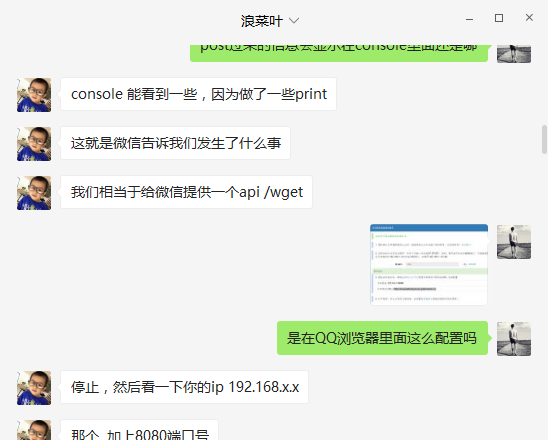 浪菜叶
post过来的信息会显示在console里面还是哪
console 能看到一些，因为做了一些print
这就是微信告诉我们发生了什么事
我们相当于给微信提供一个api /wget
是在QQ浏览器里面这么配置吗
停止，然后看一下你的ip 192.168.x.x
那个 加上8080端口号